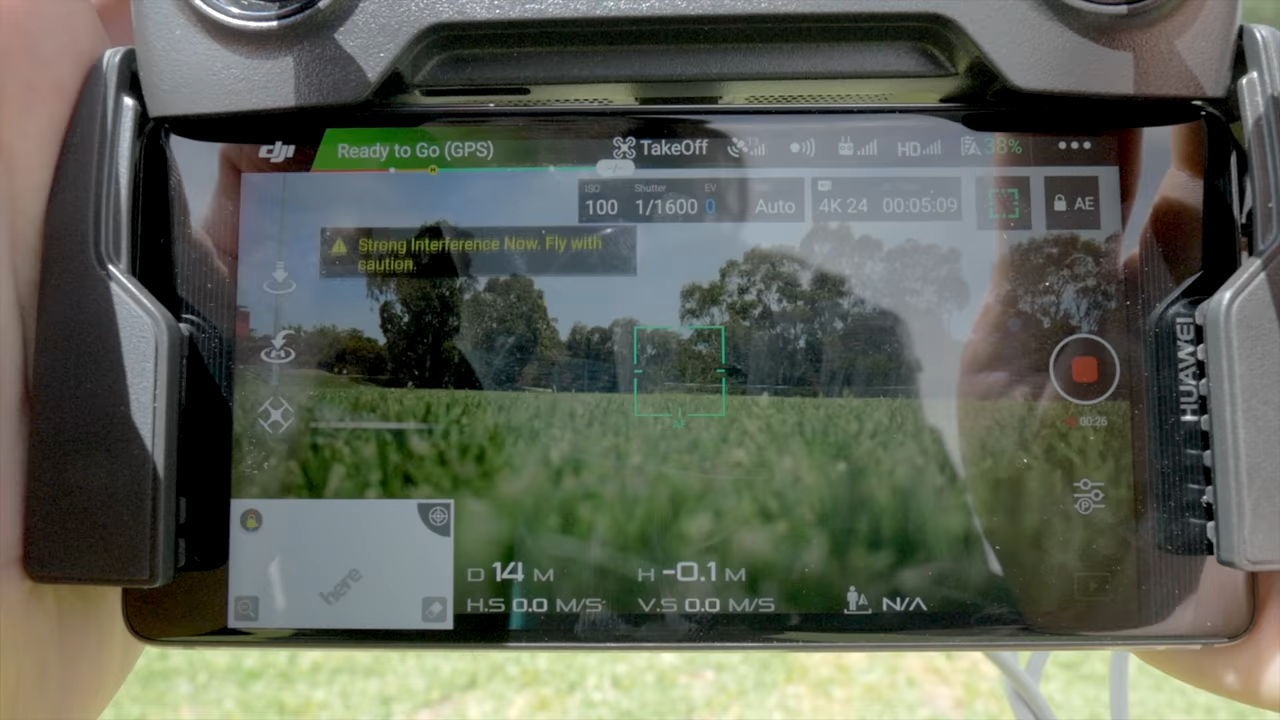 dji
Ready to Go (GPS)
TakeOff
HD
38%
ISO
100
Shutter
1/1600
EV
0
Auto
4K 24
00:05:09
AE
Strong Interference Now. Fly with
caution.
AF
00:26
HUAWEI
P
here
D 14 M
H -0.1 M
H.S 0.0 M/S
V.S 0.0 M/S
N/A
H